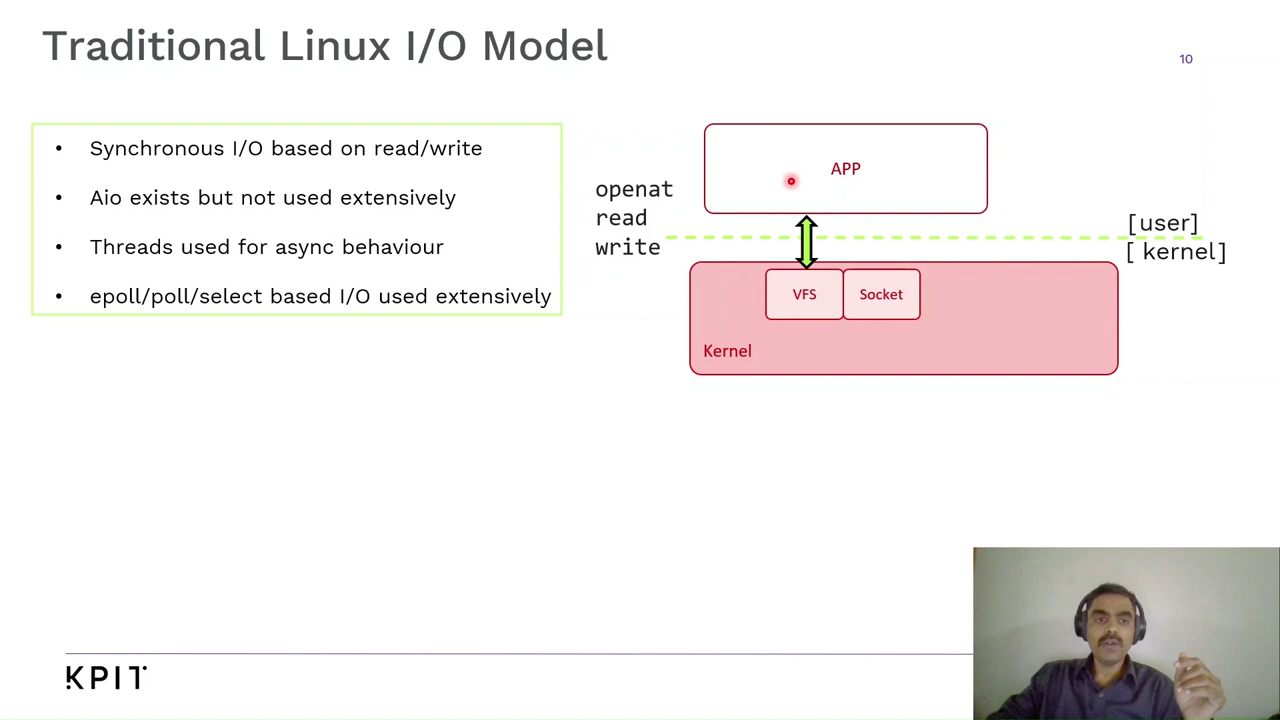 Traditional Linux I/O Model
10
• Synchronous I/O based on read/write
• Aio exists but not used extensively
• Threads used for async behaviour
• epoll/poll/select based I/O used extensively
openat
read
write
APP
[user]
[ kernel]
VFS
Socket
Kernel
KPIT